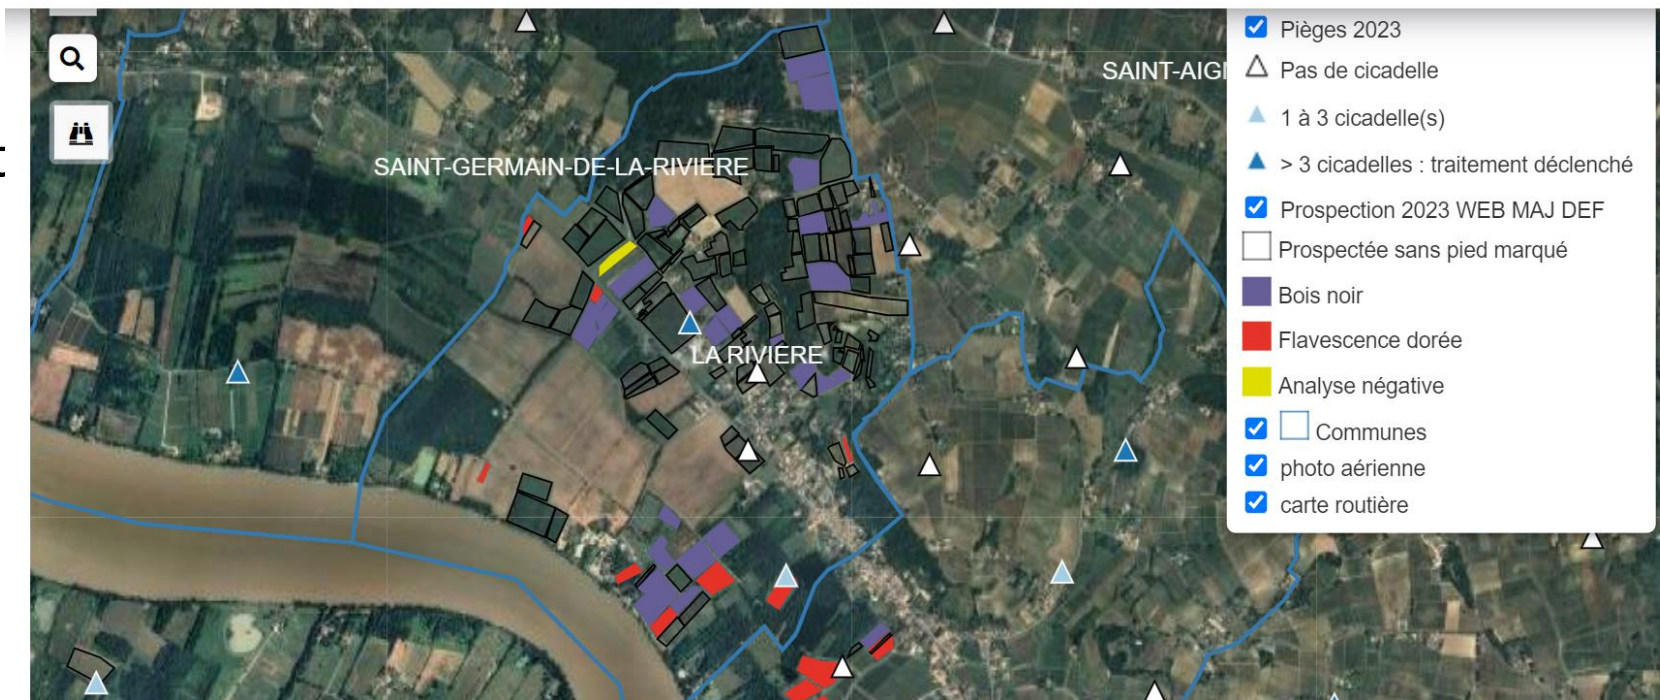 Pièges 2023
SAINT-AIG
Pas de cicadelle
1 à 3 cicadelle(s)
SAINT-GERMAIN-DE-LA-RIVIERE
> 3 cicadelles : traitement déclenché
Prospection 2023 WEB MAJ DEF
Prospectée sans pied marqué
Bois noir
Flavescence dorée
LA RIVIERE
Analyse négative
Communes
photo aérienne
carte routière